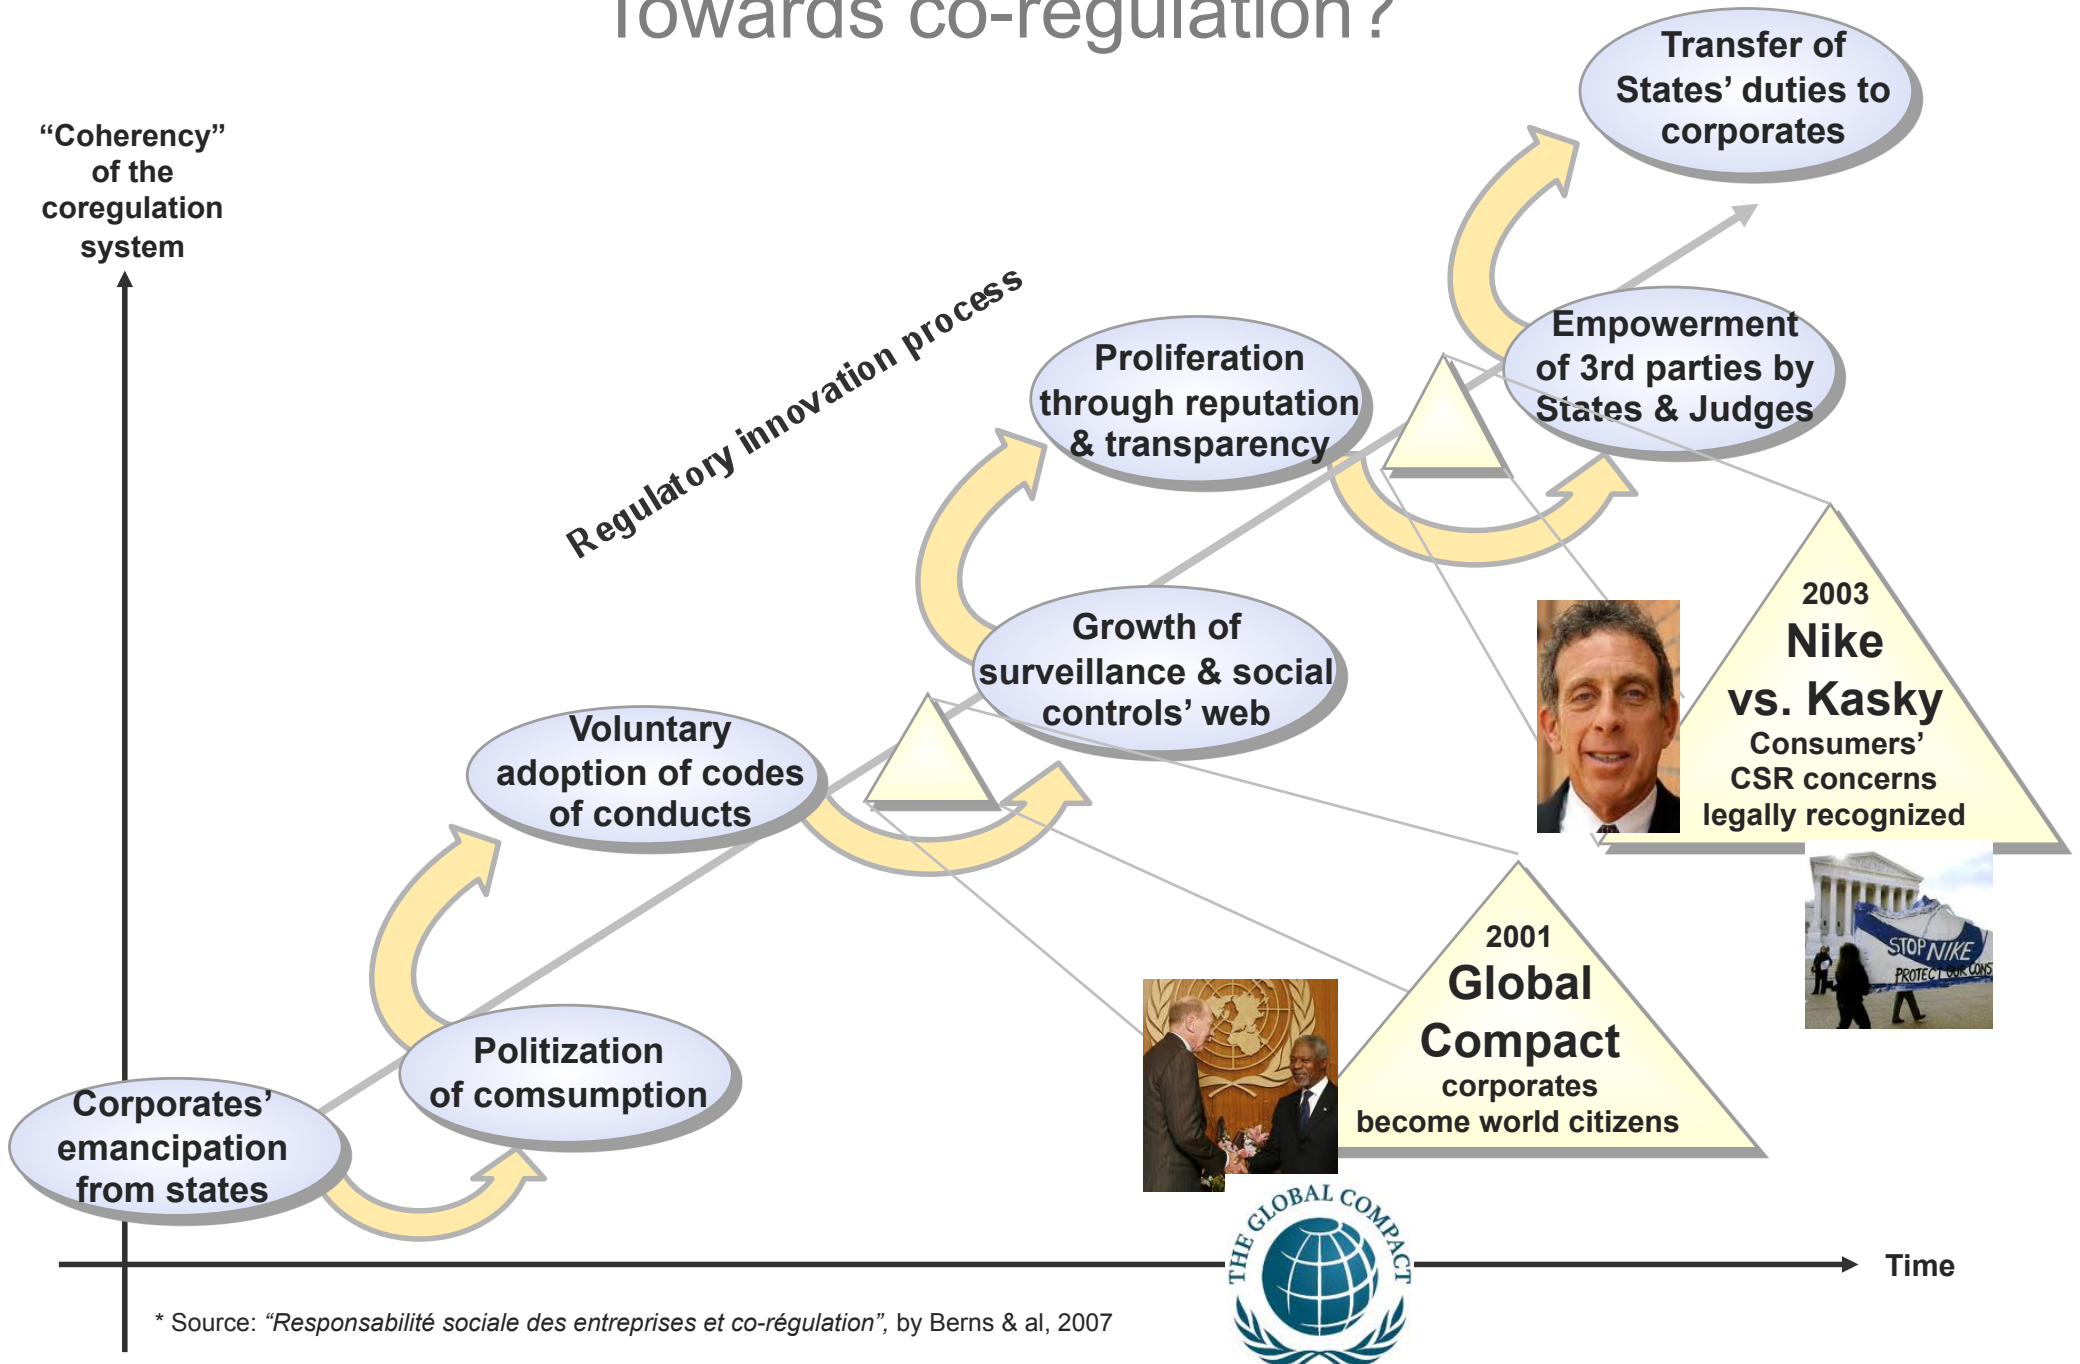 Towards co-regulation?
“Coherency”
of the
coregulation
system
Regulatory innovation process
Transfer of
States’ duties to
corporates
Empowerment
of 3rd parties by
States & Judges
Proliferation
through reputation
& transparency
Growth of
surveillance & social
controls’ web
Voluntary
adoption of codes
of conducts
Politization
of comsumption
Corporates’
emancipation
from states
2003
Nike
vs. Kasky
Consumers’
CSR concerns
legally recognized
STOP NIKE
PROTECT OUR CONS
2001
Global
Compact
corporates
become world citizens
THE GLOBAL COMPACT
Time
* Source: “Responsabilité sociale des entreprises et co-régulation”, by Berns & al, 2007